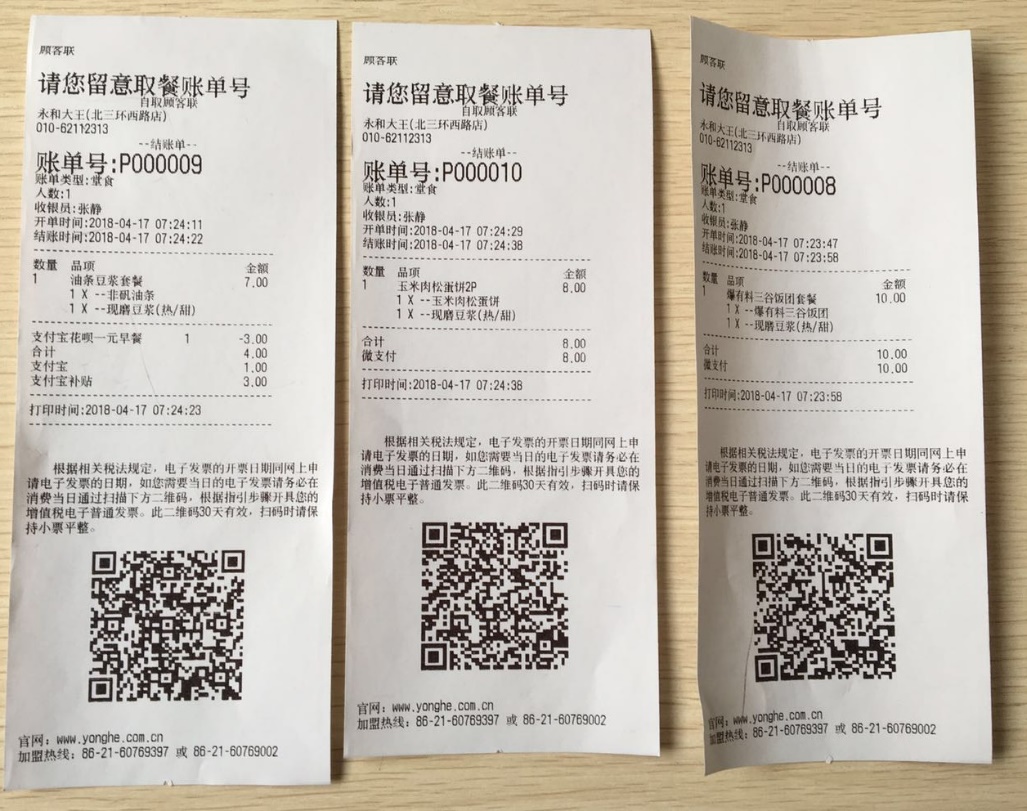 顾客联
请您留意取餐账单号
自取顾客联
永和大王(北三环西路店)
010-62112313
--结账单--
账单号:P000009
账单类型:堂食
人数:1
收银员:张静
开单时间:2018-04-17 07:24:11
结账时间:2018-04-17 07:24:22
数量 品项 金额
1 油条豆浆套餐 7.00
1 X --非矾油条
1 X --现磨豆浆(热/甜)
支付宝花呗一元早餐 1 -3.00
合计 4.00
支付宝 1.00
支付宝补贴 3.00
打印时间:2018-04-17 07:24:23
根据相关税法规定，电子发票的开票日期同网上申
请电子发票的日期，如您需要当日的电子发票请务必在
消费当日通过扫描下方二维码，根据指引步骤开具您的
增值税电子普通发票。此二维码30天有效，扫码时请保
持小票平整。
官网：www.yonghe.com.cn
加盟热线：86-21-60769397 或 86-21-60769002
顾客联
请您留意取餐账单号
自取顾客联
永和大王(北三环西路店)
010-62112313
--结账单--
账单号:P000010
账单类型:堂食
人数:1
收银员:张静
开单时间:2018-04-17 07:24:29
结账时间:2018-04-17 07:24:38
数量 品项 金额
1 玉米肉松蛋饼2P 8.00
1 X --玉米肉松蛋饼
1 X --现磨豆浆(热/甜)
合计 8.00
微支付 8.00
打印时间:2018-04-17 07:24:38
根据相关税法规定，电子发票的开票日期同网上申
请电子发票的日期，如您需要当日的电子发票请务必在
消费当日通过扫描下方二维码，根据指引步骤开具您的
增值税电子普通发票。此二维码30天有效，扫码时请保
持小票平整。
官网：www.yonghe.com.cn
加盟热线：86-21-60769397 或 86-21-60769002
顾客联
请您留意取餐账单号
自取顾客联
永和大王(北三环西路店)
010-62112313
--结账单--
账单号:P000008
账单类型:堂食
人数:1
收银员:张静
开单时间:2018-04-17 07:23:47
结账时间:2018-04-17 07:23:58
数量 品项 金额
1 爆有料三谷饭团套餐 10.00
1 X --爆有料三谷饭团
1 X --现磨豆浆(热/甜)
合计 10.00
微支付 10.00
打印时间:2018-04-17 07:23:58
根据相关税法规定，电子发票的开票日期同网上申
请电子发票的日期，如您需要当日的电子发票请务必在
消费当日通过扫描下方二维码，根据指引步骤开具您的
增值税电子普通发票。此二维码30天有效，扫码时请保
持小票平整。
官网：www.yonghe.com.cn
加盟热线：86-21-60769397 或 86-21-60769002